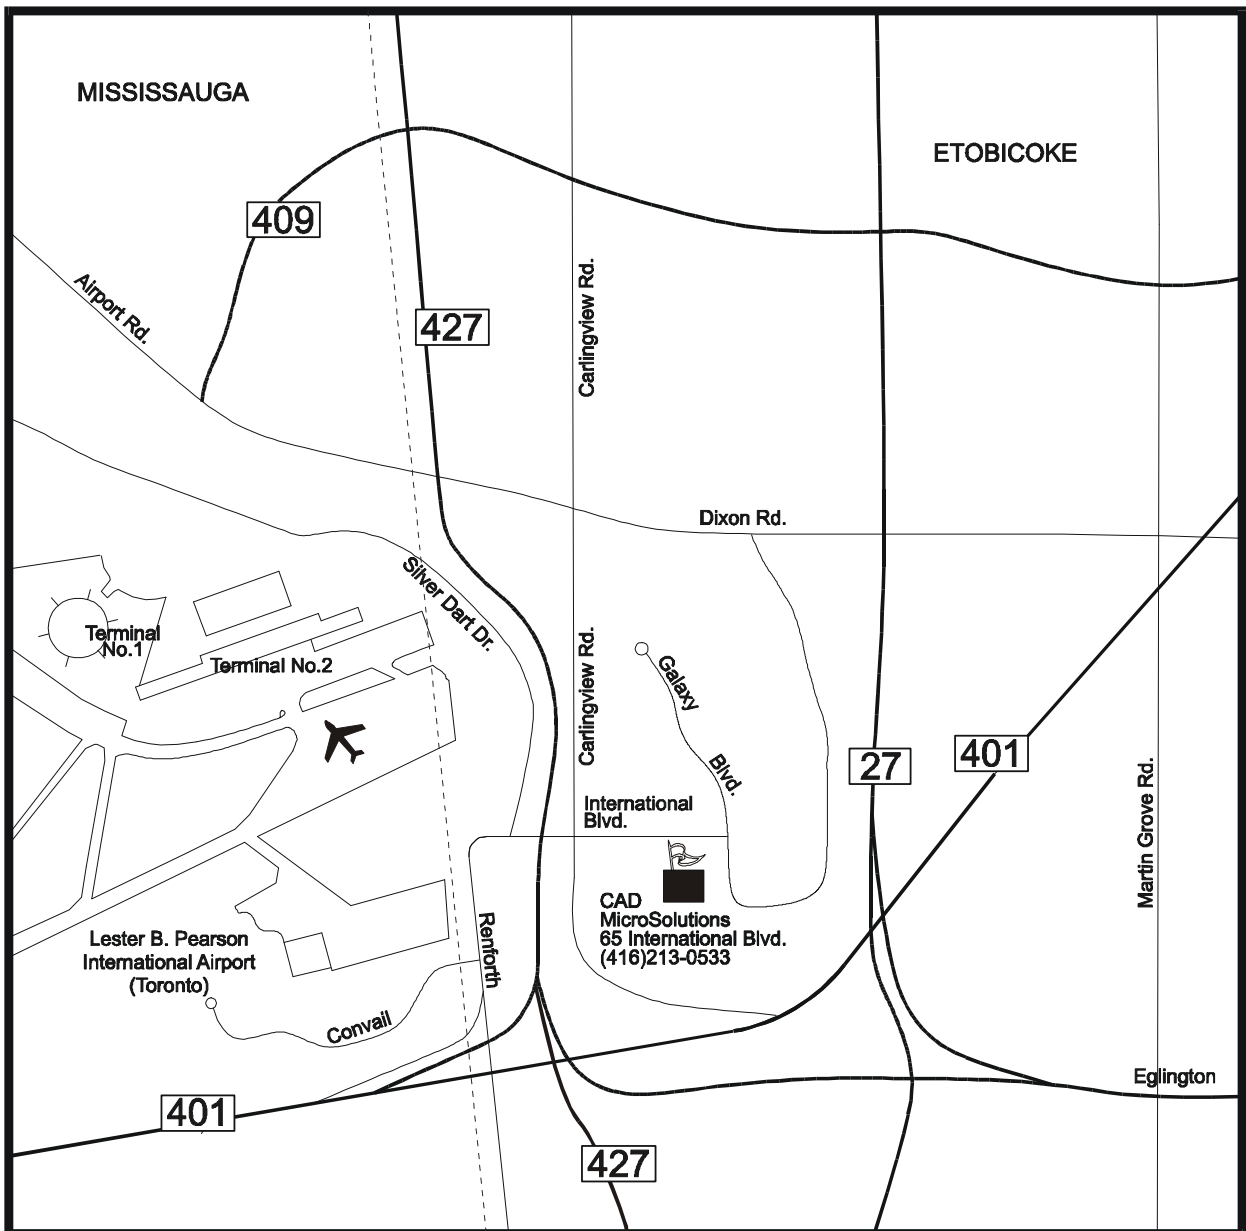 MISSISSAUGA
ETOBICOKE
409
Airport Rd.
427
Carlingview Rd.
Dixon Rd.
Silver Dart Dr.
Terminal
No.1
Terminal No.2
Carlingview Rd.
Galaxy
Blvd.
27
401
Martin Grove Rd.
International
Blvd.
CAD
MicroSolutions
65 International Blvd.
(416)213-0533
Renforth
Lester B. Pearson
International Airport
(Toronto)
Convail
Eglington
401
427